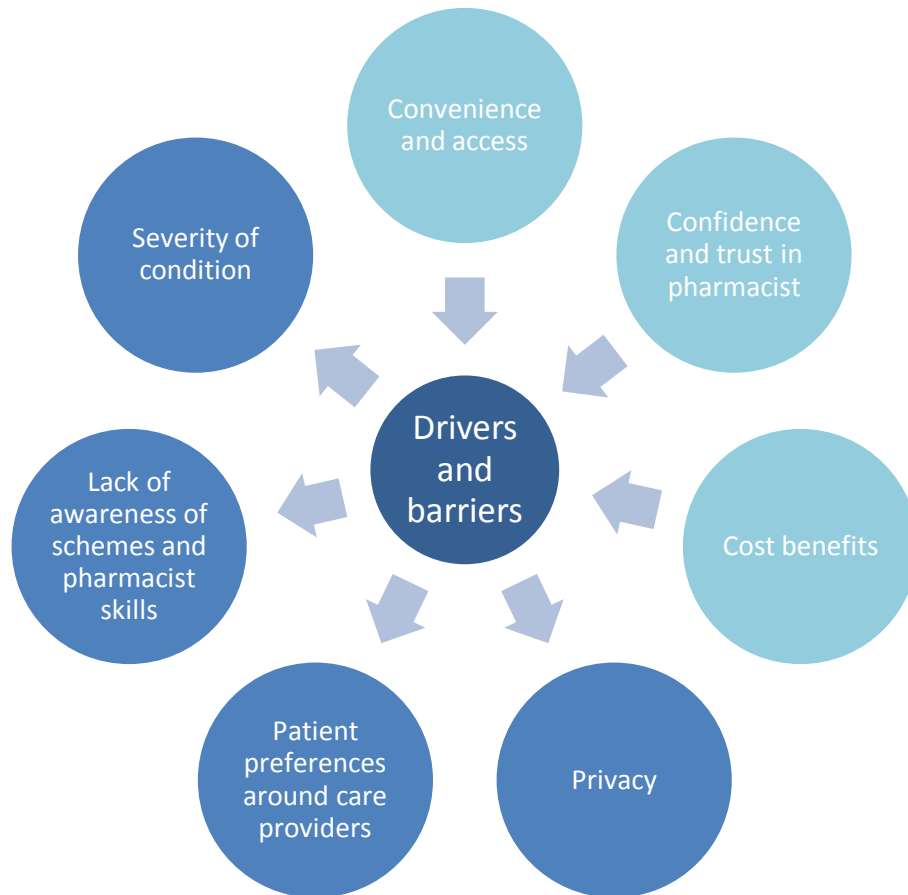 Convenience
and access
Confidence
and trust in
pharmacist
Cost benefits
Privacy
Patient
preferences
around care
providers
Lack of
awareness of
schemes and
pharmacist
skills
Severity of
condition
Drivers
and
barriers